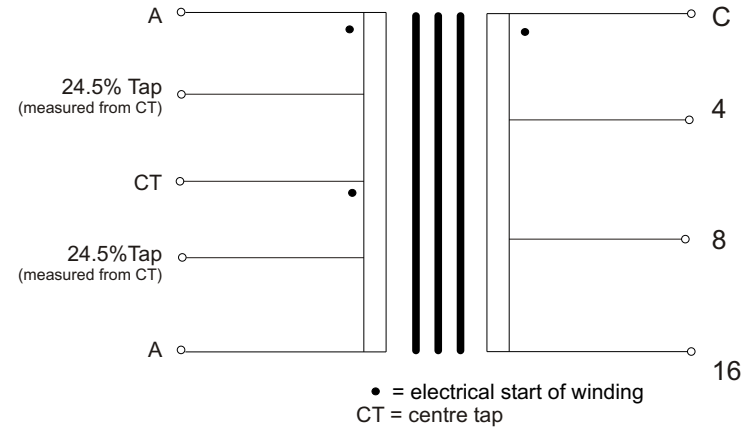 A
24.5% Tap
(measured from CT)
CT
24.5%Tap
(measured from CT)
A
C
4
8
16
• = electrical start of winding
CT = centre tap